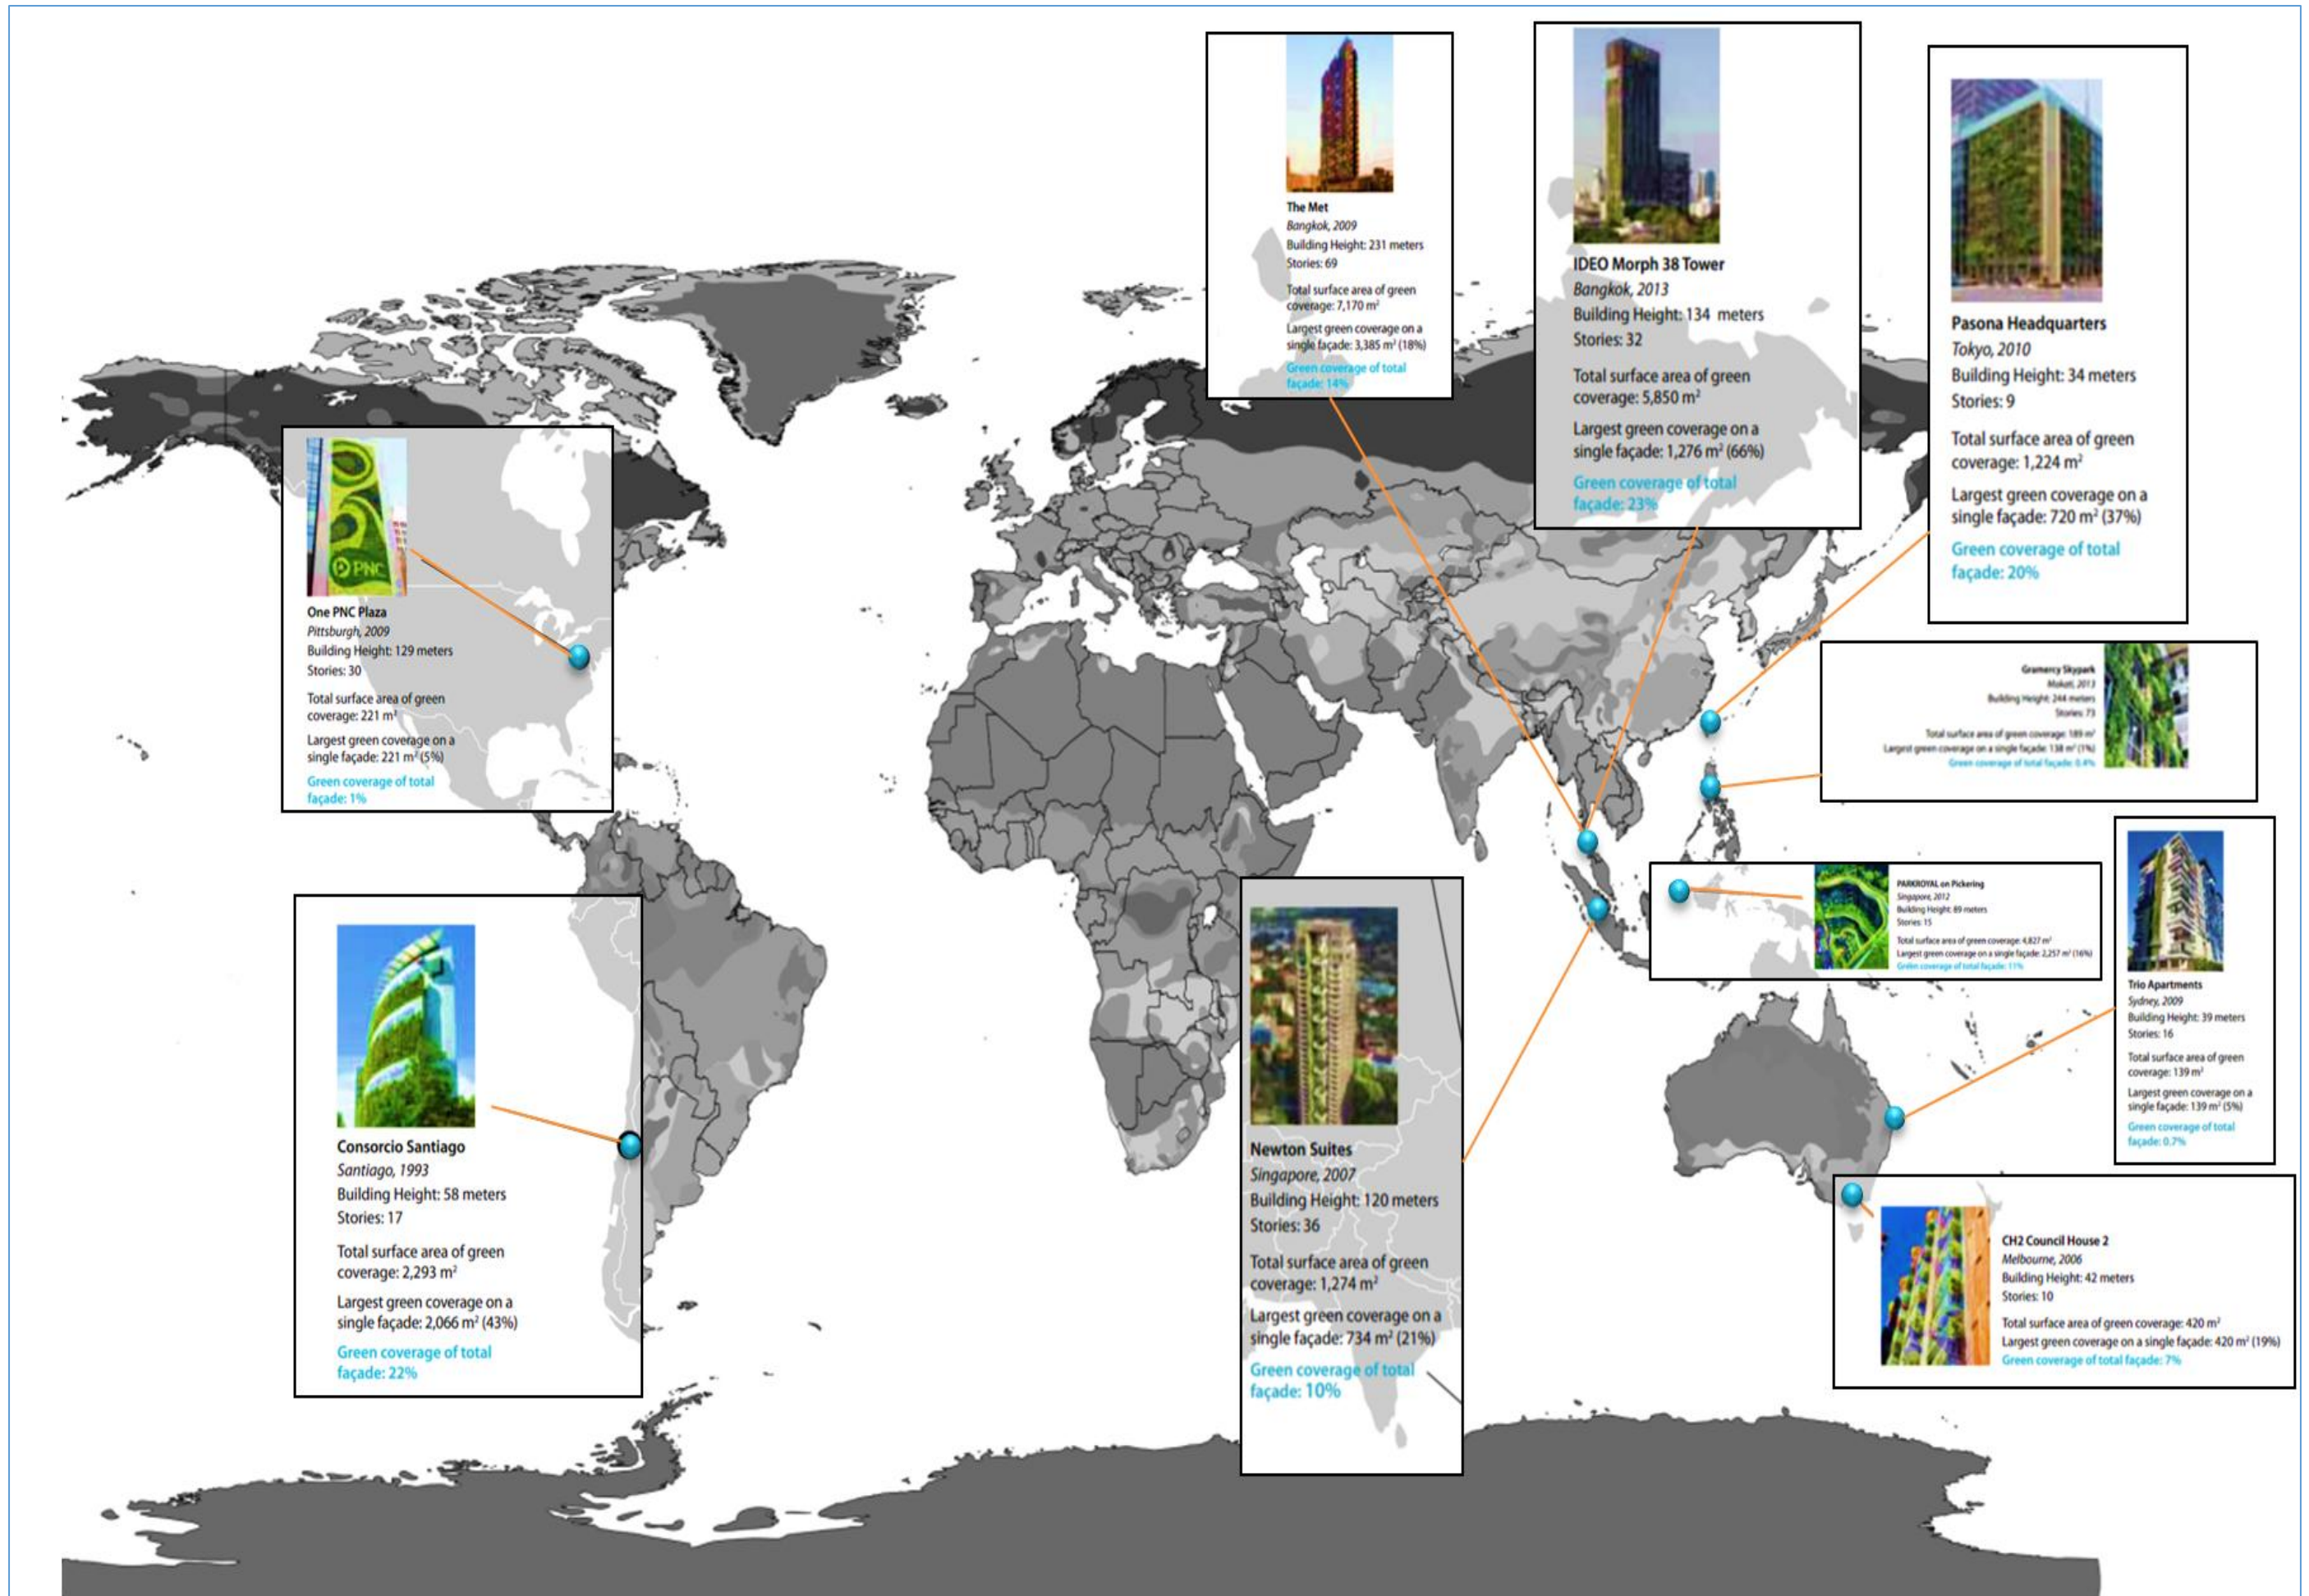 The Met
Bangkok, 2009
Building Height: 231 meters
Stories: 69
Total surface area of green
coverage: 7,170 m²
Largest green coverage on a
single façade: 3,385 m² (18%)
Green coverage of total
façade: 14%
IDEO Morph 38 Tower
Bangkok, 2013
Building Height: 134 meters
Stories: 32
Total surface area of green
coverage: 5,850 m²
Largest green coverage on a
single façade: 1,276 m² (66%)
Green coverage of total
façade: 23%
Pasona Headquarters
Tokyo, 2010
Building Height: 34 meters
Stories: 9
Total surface area of green
coverage: 1,224 m²
Largest green coverage on a
single façade: 720 m² (37%)
Green coverage of total
façade: 20%
PNC
One PNC Plaza
Pittsburgh, 2009
Building Height: 129 meters
Stories: 30
Total surface area of green
coverage: 221 m²
Largest green coverage on a
single façade: 221 m² (5%)
Green coverage of total
façade: 1%
Gramercy Skypark
Makati, 2013
Building Height: 244 meters
Stories: 73
Total surface area of green coverage: 189 m²
Largest green coverage on a single façade: 138 m² (1%)
Green coverage of total façade: 0.4%
PARKROYAL on Pickering
Singapore, 2012
Building Height: 89 meters
Stories: 15
Total surface area of green coverage: 4,827 m²
Largest green coverage on a single façade: 2,257 m² (16%)
Green coverage of total façade: 11%
Trio Apartments
Sydney, 2009
Building Height: 39 meters
Stories: 16
Total surface area of green
coverage: 139 m²
Largest green coverage on a
single façade: 139 m² (5%)
Green coverage of total
façade: 0.7%
Consorcio Santiago
Santiago, 1993
Building Height: 58 meters
Stories: 17
Total surface area of green
coverage: 2,293 m²
Largest green coverage on a
single façade: 2,066 m² (43%)
Green coverage of total
façade: 22%
Newton Suites
Singapore, 2007
Building Height: 120 meters
Stories: 36
Total surface area of green
coverage: 1,274 m²
Largest green coverage on a
single façade: 734 m² (21%)
Green coverage of total
façade: 10%
CH2 Council House 2
Melbourne, 2006
Building Height: 42 meters
Stories: 10
Total surface area of green coverage: 420 m²
Largest green coverage on a single façade: 420 m² (19%)
Green coverage of total façade: 7%